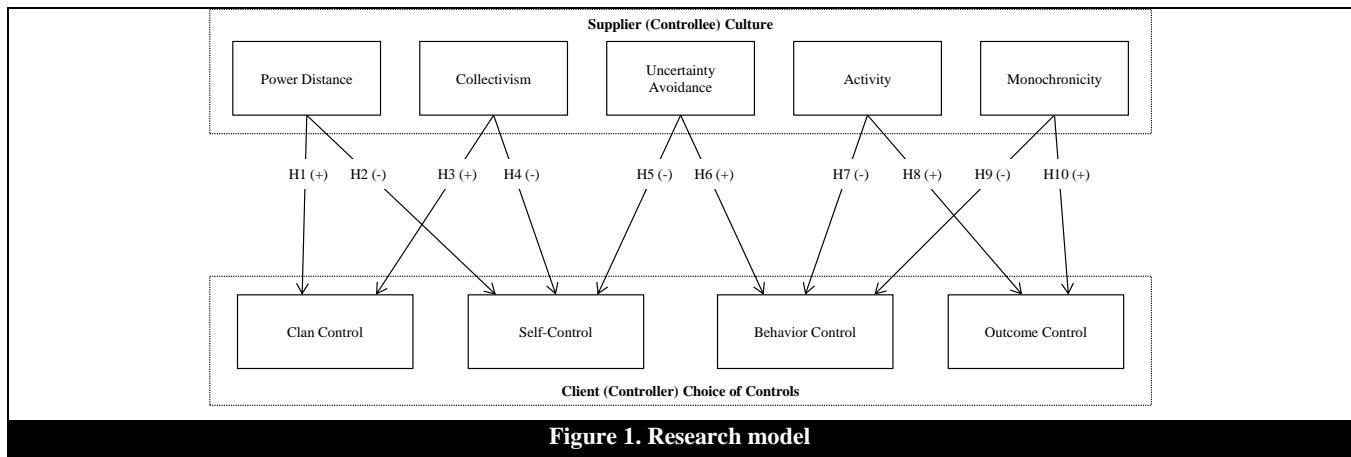 Supplier (Controllee) Culture
Power Distance
Collectivism
Uncertainty
Avoidance
Activity
Monochronicity
H1 (+)
H2 (-)
H3 (+)
H4 (-)
H5 (-)
H6 (+)
H7 (-)
H8 (+)
H9 (-)
H10 (+)
Clan Control
Self-Control
Behavior Control
Outcome Control
Client (Controller) Choice of Controls
Figure 1. Research model